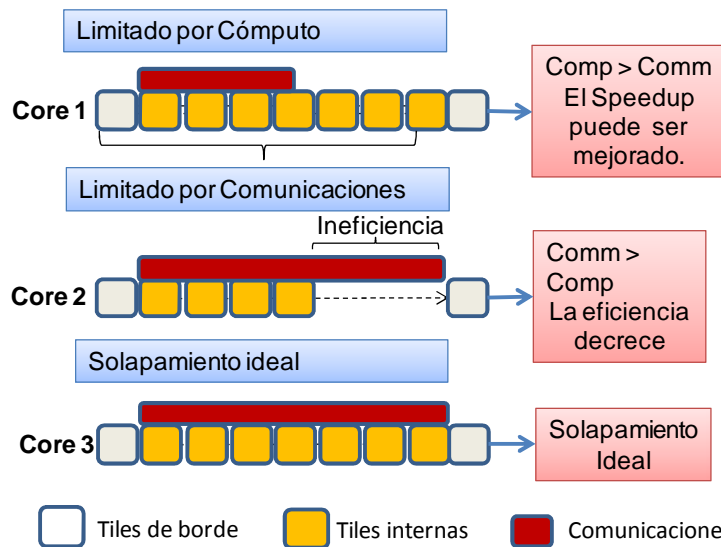 Limitado por Cómputo
Core 1
Comp > Comm
El Speedup
puede ser
mejorado.
Limitado por Comunicaciones
Ineficiencia
Core 2
Comm >
Comp
La eficiencia
decrece
Solapamiento ideal
Core 3
Solapamiento
Ideal
Tiles de borde
Tiles internas
Comunicacione